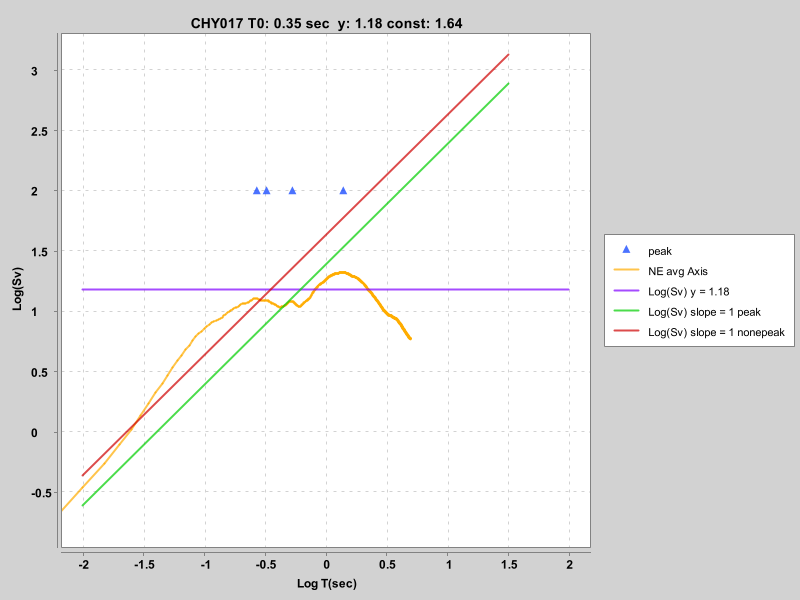 CHY017 T0: 0.35 sec  y: 1.18 const: 1.64
3
2.5
2
1.5
1
0.5
0
-0.5
Log(Sv)
-2
-1.5
-1
-0.5
0
0.5
1
1.5
2
Log T(sec)
peak
NE avg Axis
Log(Sv) y = 1.18
Log(Sv) slope = 1 peak
Log(Sv) slope = 1 nonepeak